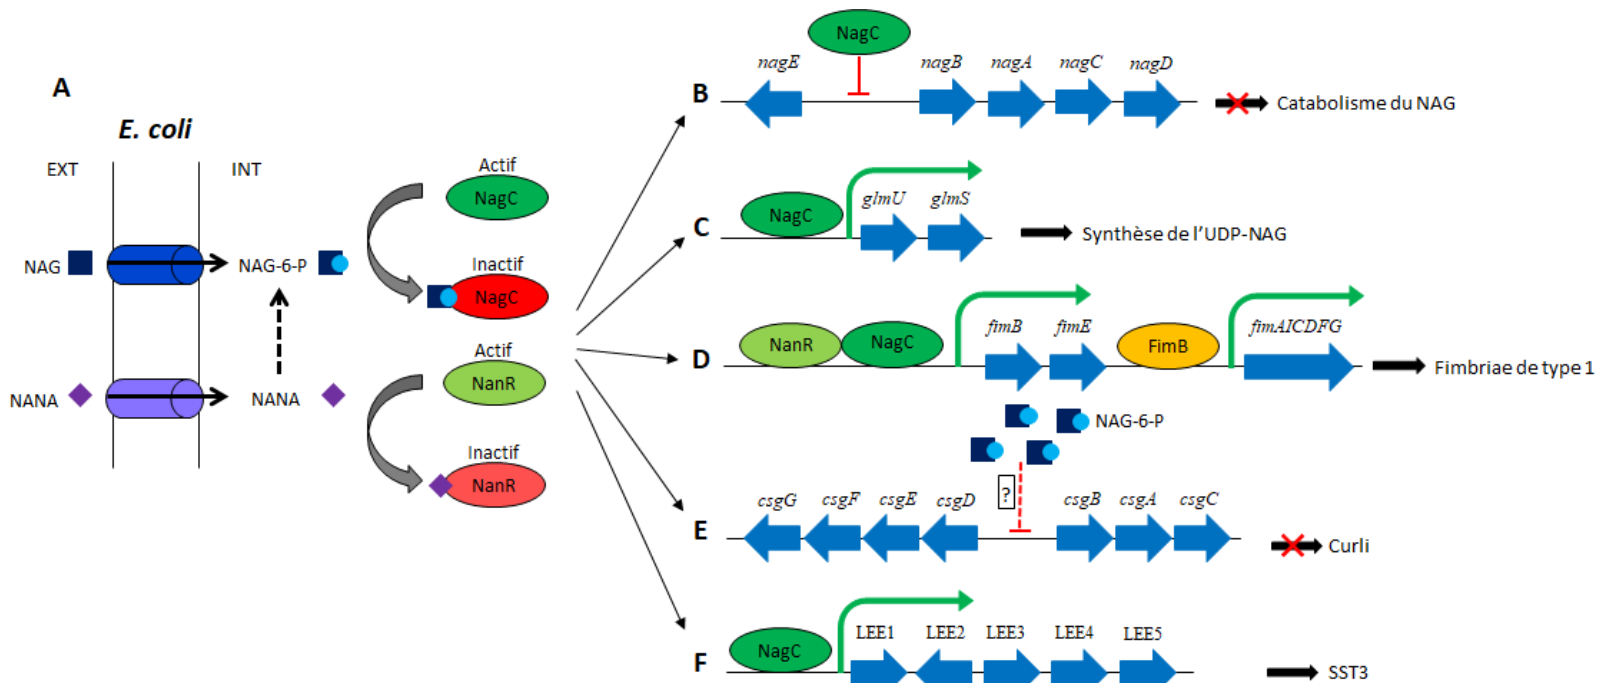 A
E. coli
EXT
INT
NAG
NAG-6-P
NANA
NANA
Actif
NagC
Inactif
NagC
Actif
NanR
Inactif
NanR
B
NagC
nagE
nagB
nagA
nagC
nagD
Catabolisme du NAG
C
NagC
glmU
glmS
Synthèse de l'UDP-NAG
D
NanR
NagC
fimB
fimE
FimB
fimAICDFG
Fimbriae de type 1
NAG-6-P
?
E
csgG
csgF
csgE
csgD
csgB
csgA
csgC
Curli
F
NagC
LEE1
LEE2
LEE3
LEE4
LEE5
SST3